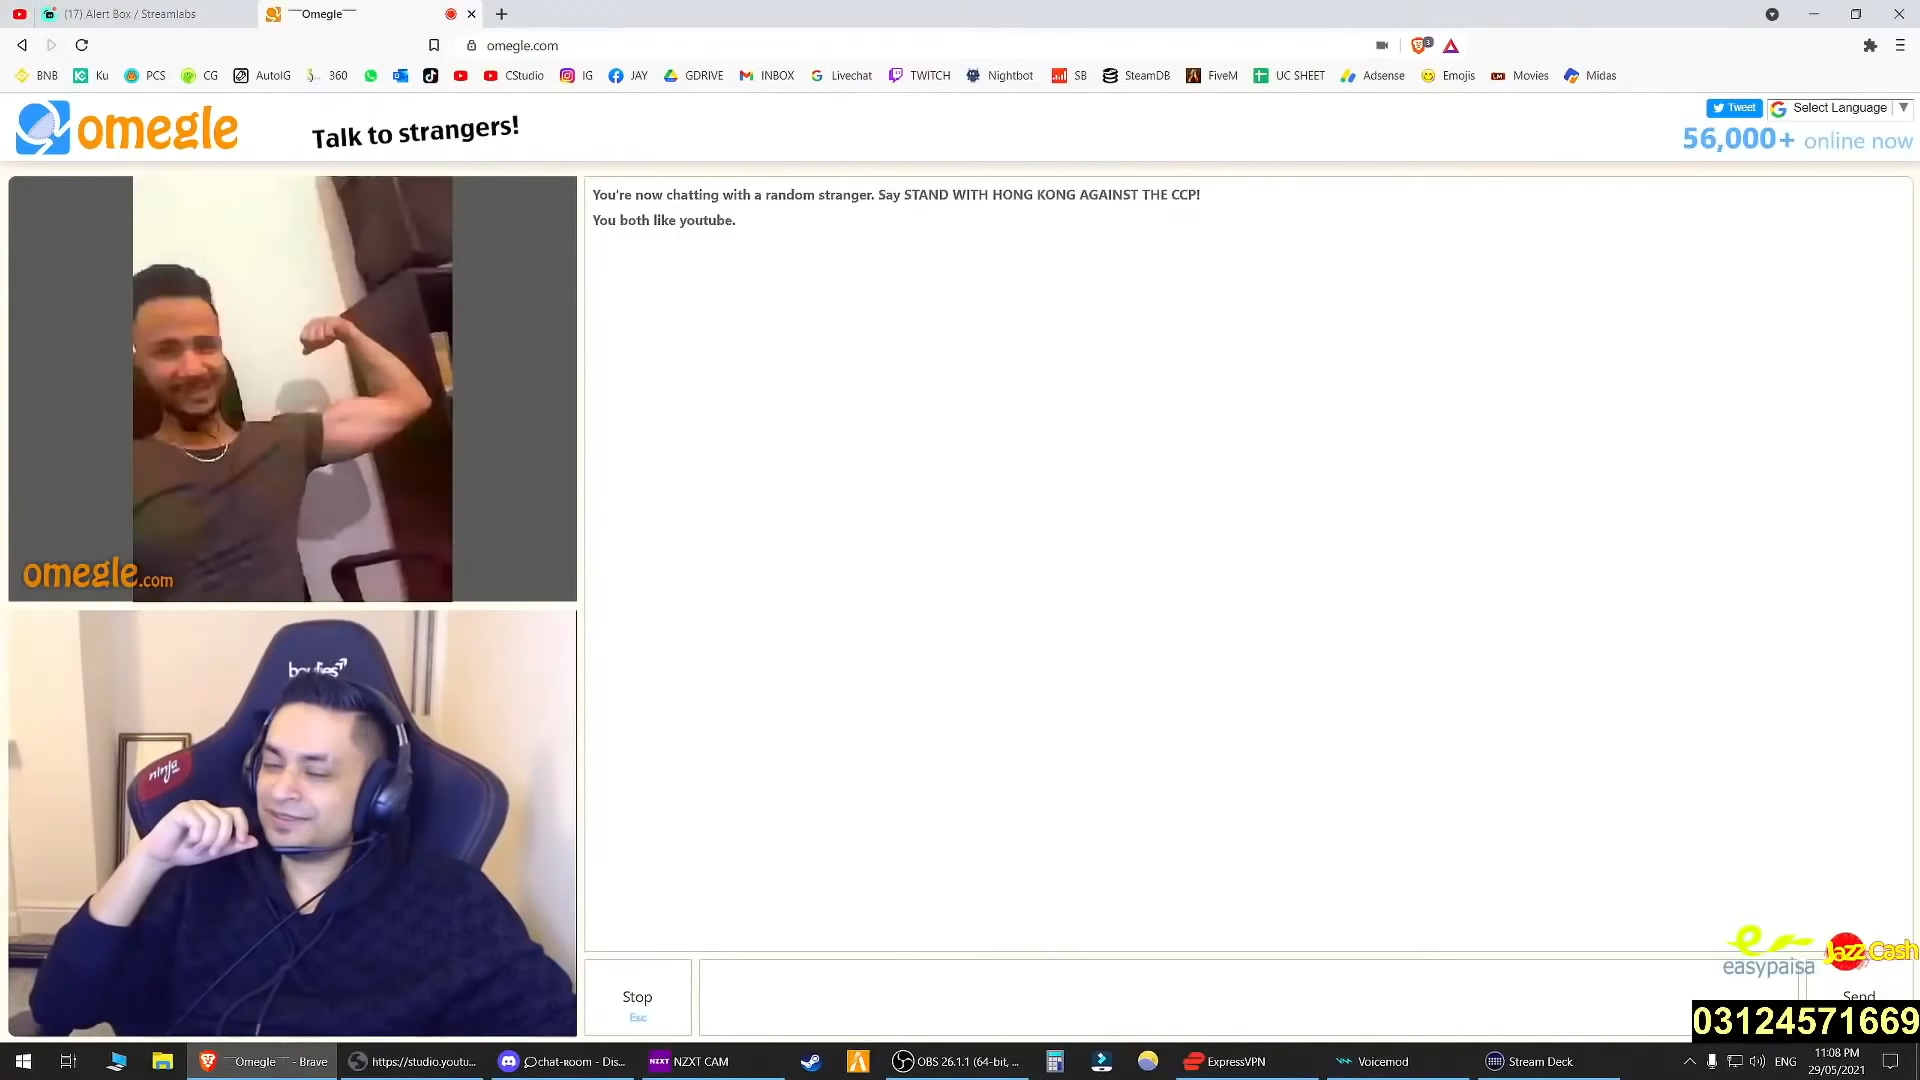 (17) Alert Box / Streamlabs
Omegle
omegle.com
3
BNB Ku PCS CG AutoIG 360 CStudio IG JAY GDRIVE INBOX Livechat TWITCH Nightbot SB SteamDB FiveM UC SHEET Adsense Emojis Movies Midas
omegle
Talk to strangers!
Tweet
Select Language
56,000+ online now
You're now chatting with a random stranger. Say STAND WITH HONG KONG AGAINST THE CCP!
You both like youtube.
omegle.com
ninja
Stop
Esc
Send
easypaisa
JazzCash
03124571669
Omegle - Brave
https://studio.youtu...
chat-room - Dis...
NZXT NZXT CAM
OBS 26.1.1 (64-bit, ...
ExpressVPN
Voicemod
Stream Deck
ENG
11:08 PM
29/05/2021